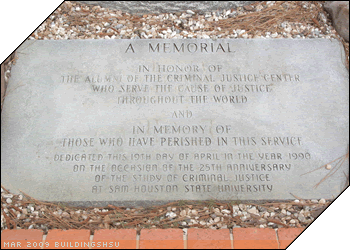 A MEMORIAL
IN HONOR OF
THE ALUMNI OF THE CRIMINAL JUSTICE CENTER
WHO SERVE THE CAUSE OF JUSTICE
THROUGHOUT THE WORLD
AND
IN MEMORY OF
THOSE WHO HAVE PERISHED IN THIS SERVICE
DEDICATED THIS 19TH DAY OF APRIL IN THE YEAR 1990
ON THE OCCASION OF THE 25TH ANNIVERSARY
OF THE STUDY OF CRIMINAL JUSTICE
AT SAM HOUSTON STATE UNIVERSITY
MAR 2009 BUILDINGSHSU